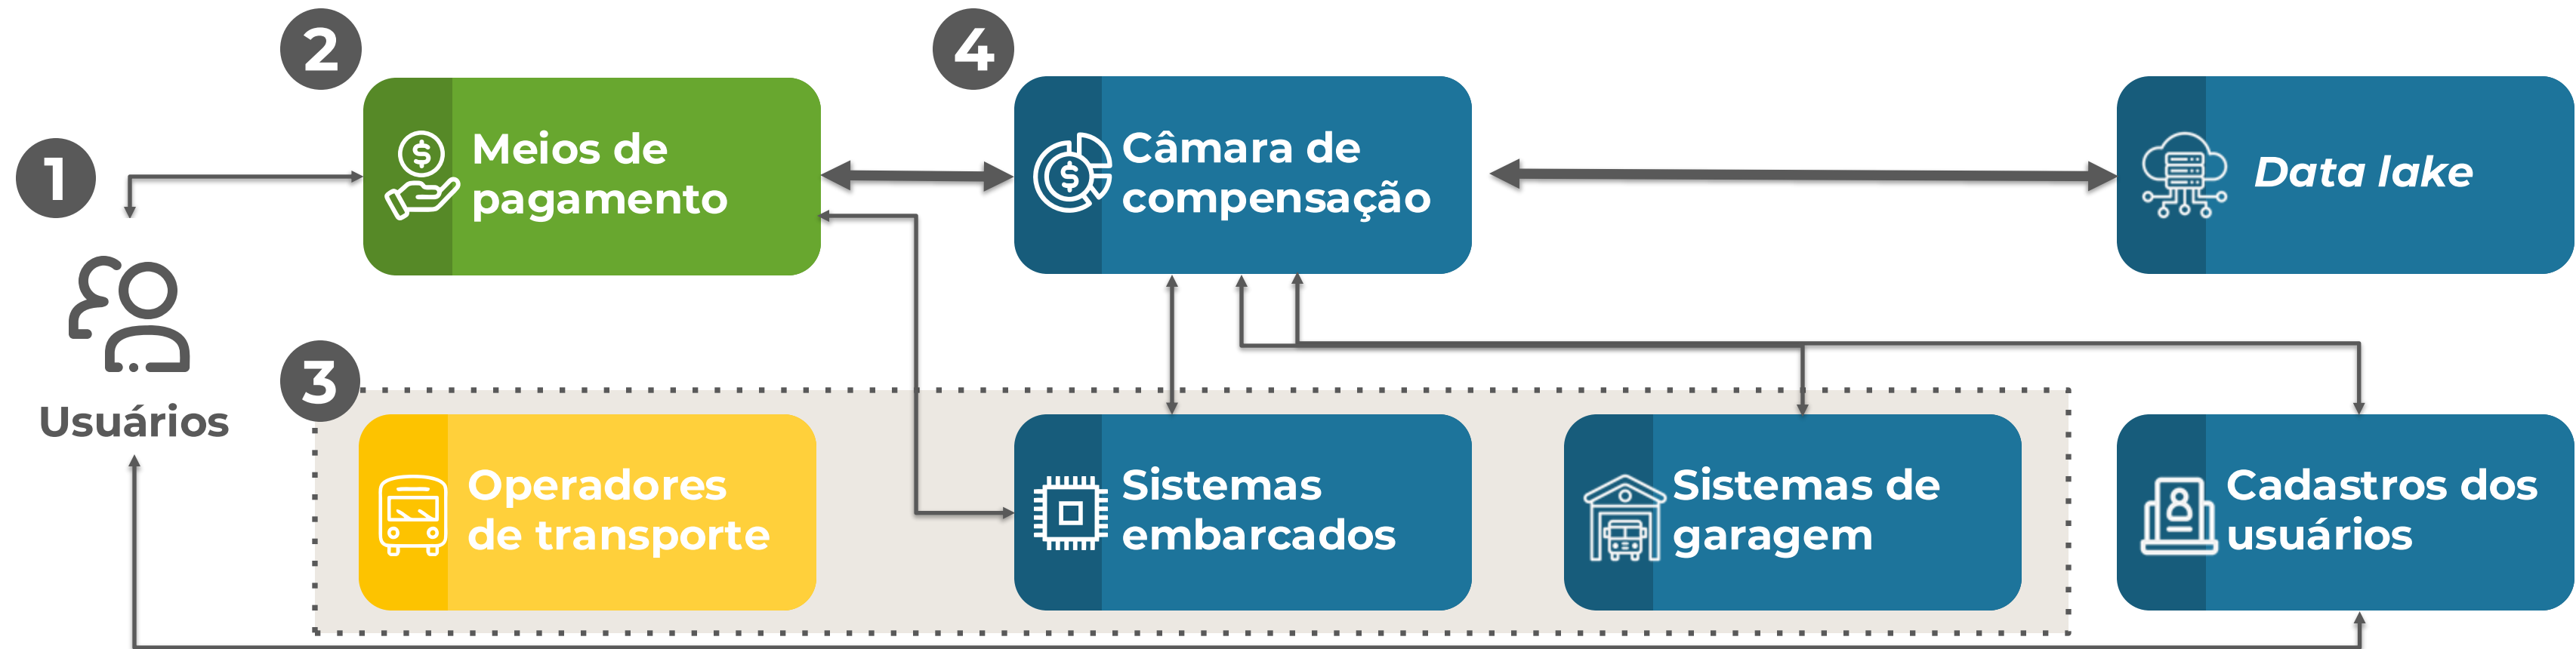 1
Usuários
2
Meios de
pagamento
3
Operadores
de transporte
Sistemas
embarcados
Sistemas de
garagem
4
Câmara de
compensação
Data lake
Cadastros dos
usuários